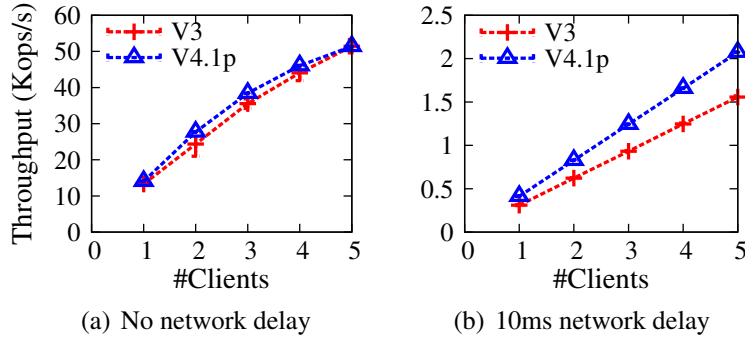 Throughput (Kops/s)
60
50
40
30
20
10
0
V3
V4.1p
0 1 2 3 4 5
#Clients
(a) No network delay
2.5
2
1.5
1
0.5
0
V3
V4.1p
0 1 2 3 4 5
#Clients
(b) 10ms network delay